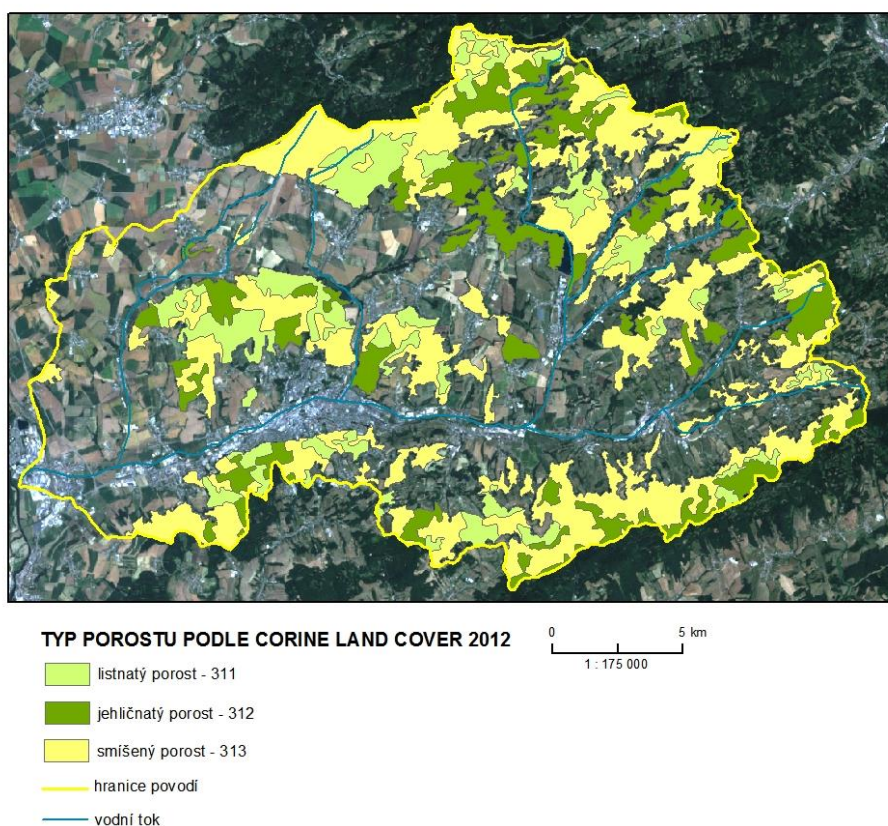 TYP POROSTU PODLE CORINE LAND COVER 2012
0 5 km
1 : 175 000
listnatý porost - 311
jehličnatý porost - 312
smíšený porost - 313
hranice povodí
vodní tok